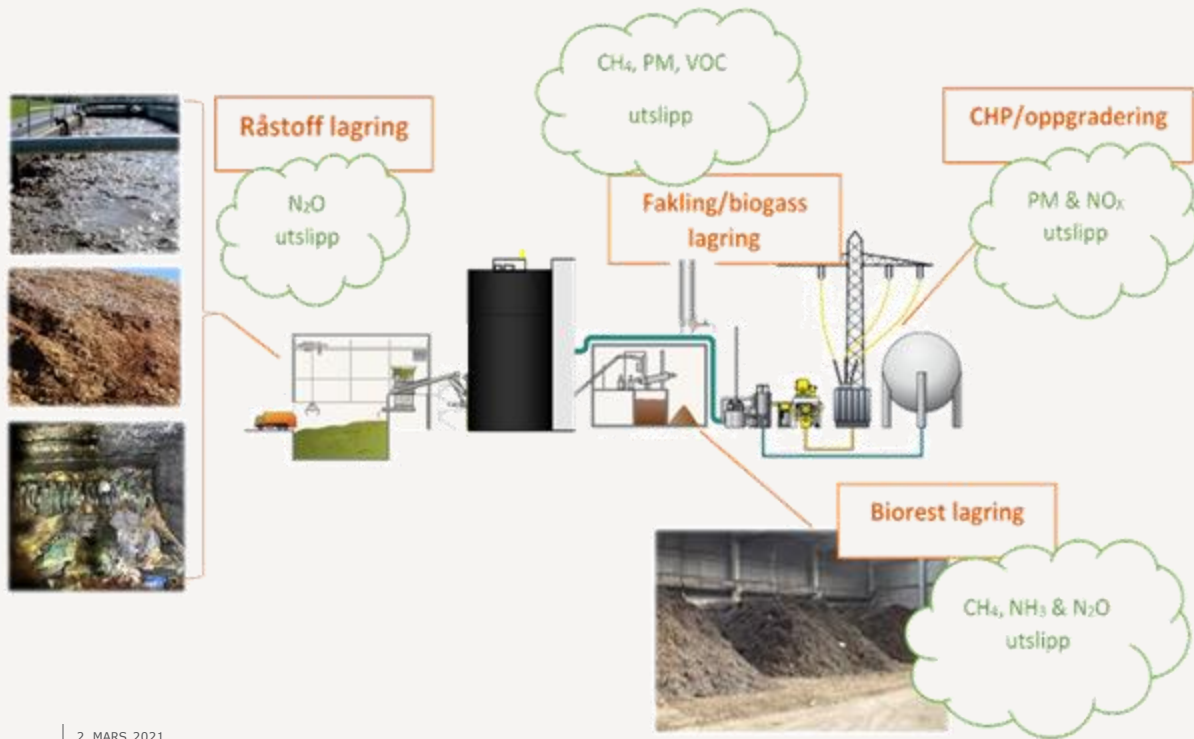 CH₄, PM, VOC
utslipp
Råstoff lagring
N₂O
utslipp
Fakling/biogass
lagring
CHP/oppgradering
PM & NOₓ
utslipp
Biorest lagring
CH₄, NH₃ & N₂O
utslipp
2. MARS 2021